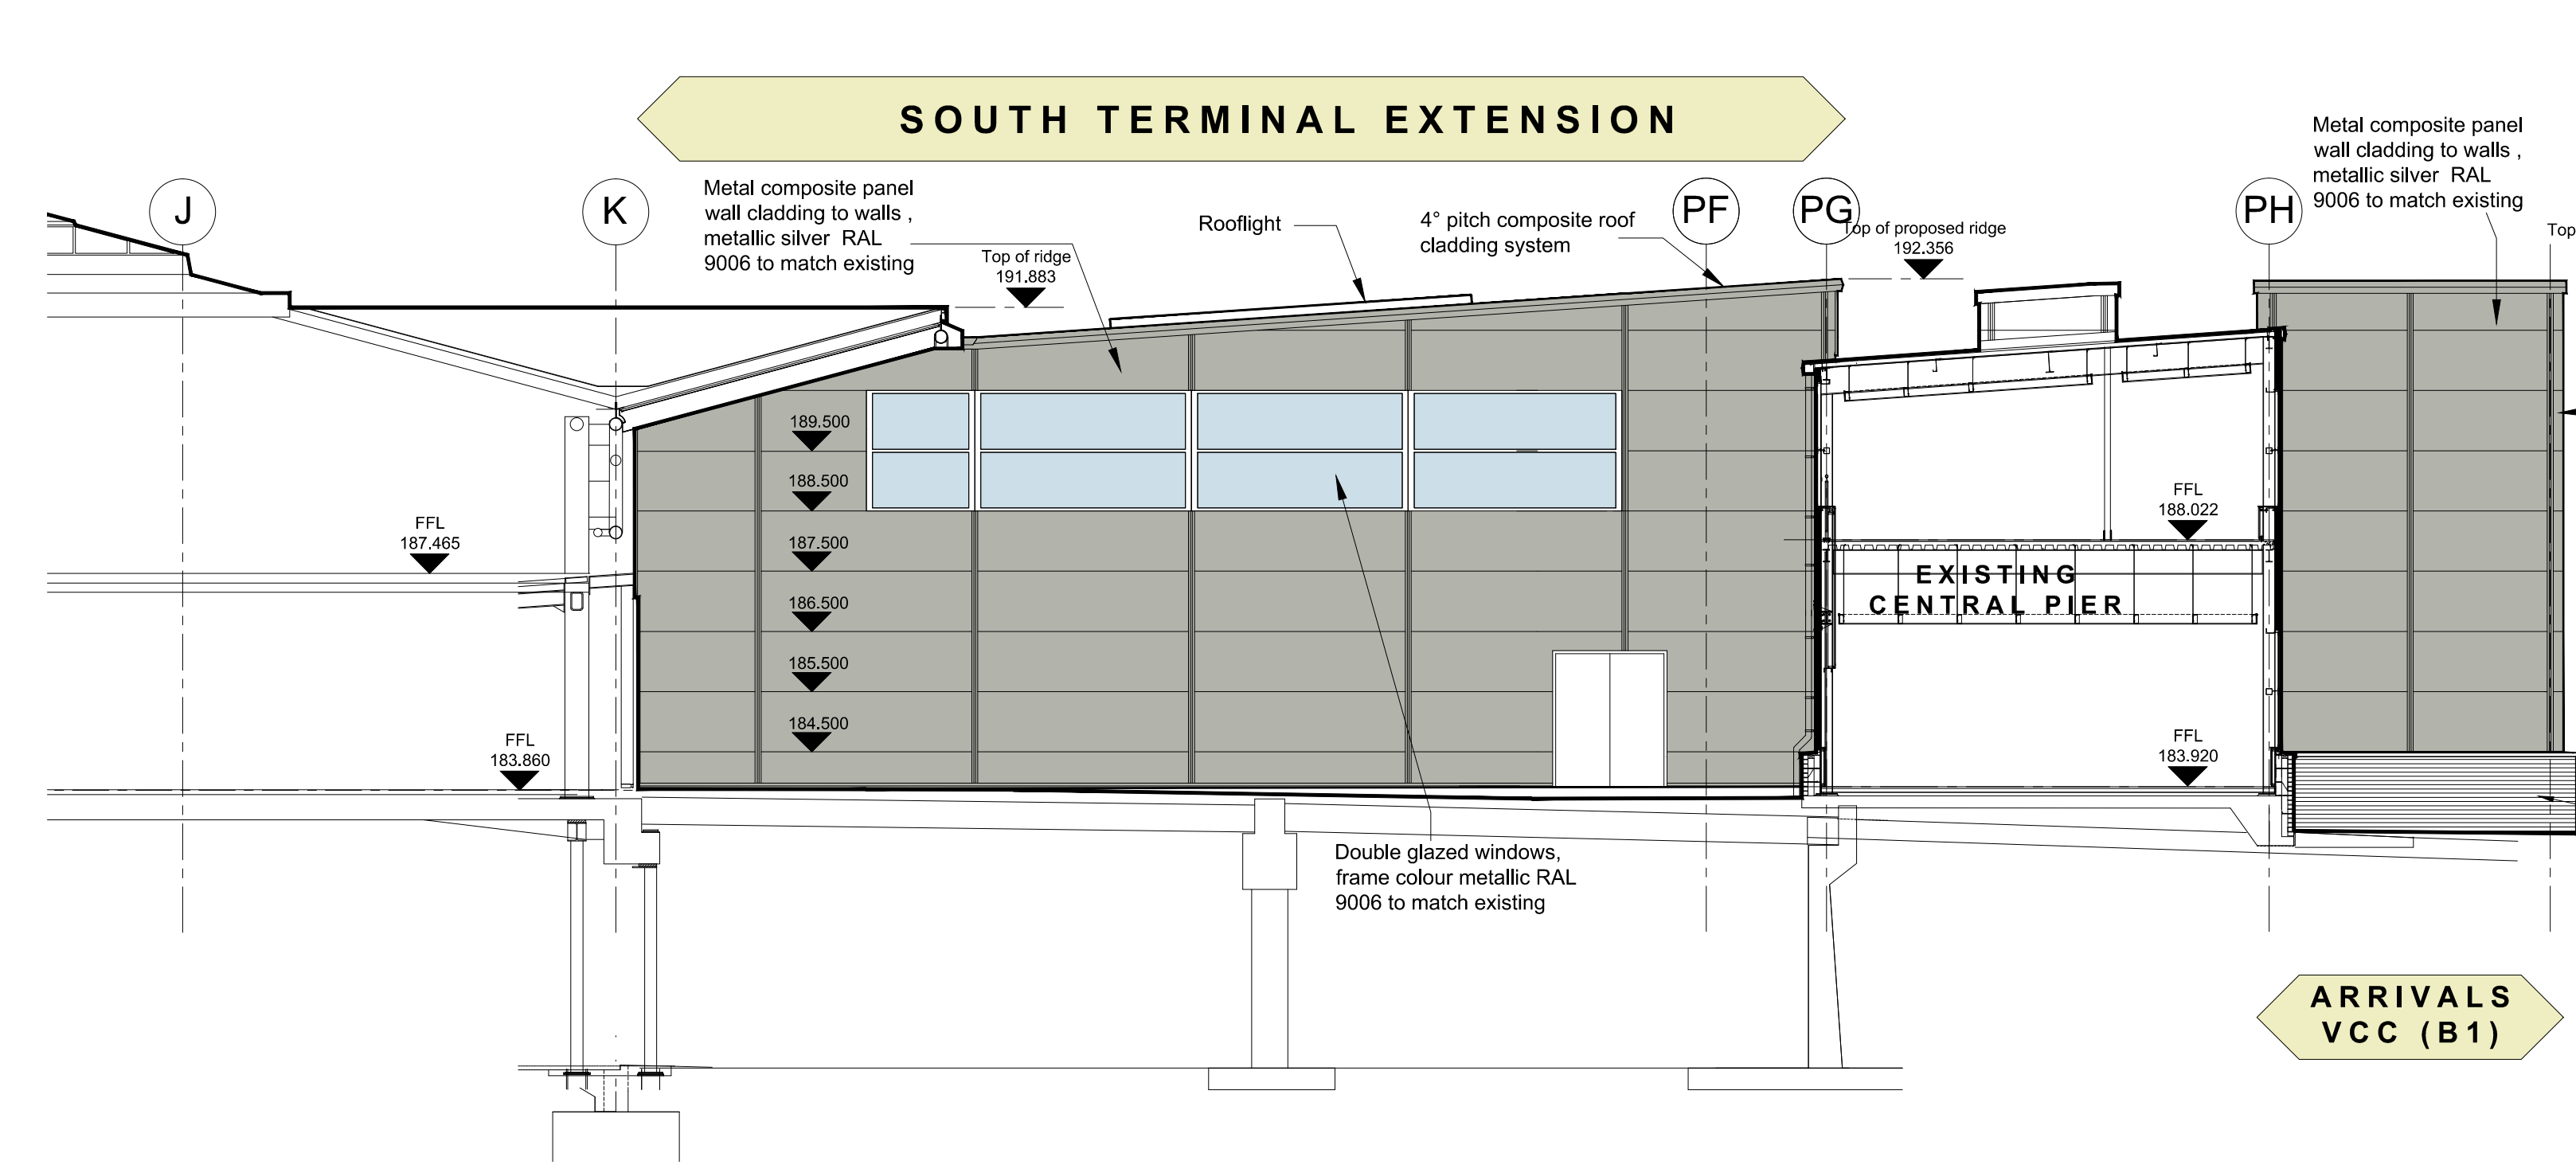 SOUTH TERMINAL EXTENSION
J
K
PF
PG
PH
Metal composite panel
wall cladding to walls ,
metallic silver RAL
9006 to match existing
Top of ridge
191.883
Rooflight
4° pitch composite roof
cladding system
Top of proposed ridge
192.356
Metal composite panel
wall cladding to walls ,
metallic silver RAL
9006 to match existing
Top
189.500
188.500
187.500
186.500
185.500
184.500
FFL
187.465
FFL
183.860
FFL
188.022
EXISTING
CENTRAL PIER
FFL
183.920
Double glazed windows,
frame colour metallic RAL
9006 to match existing
ARRIVALS
VCC (B1)